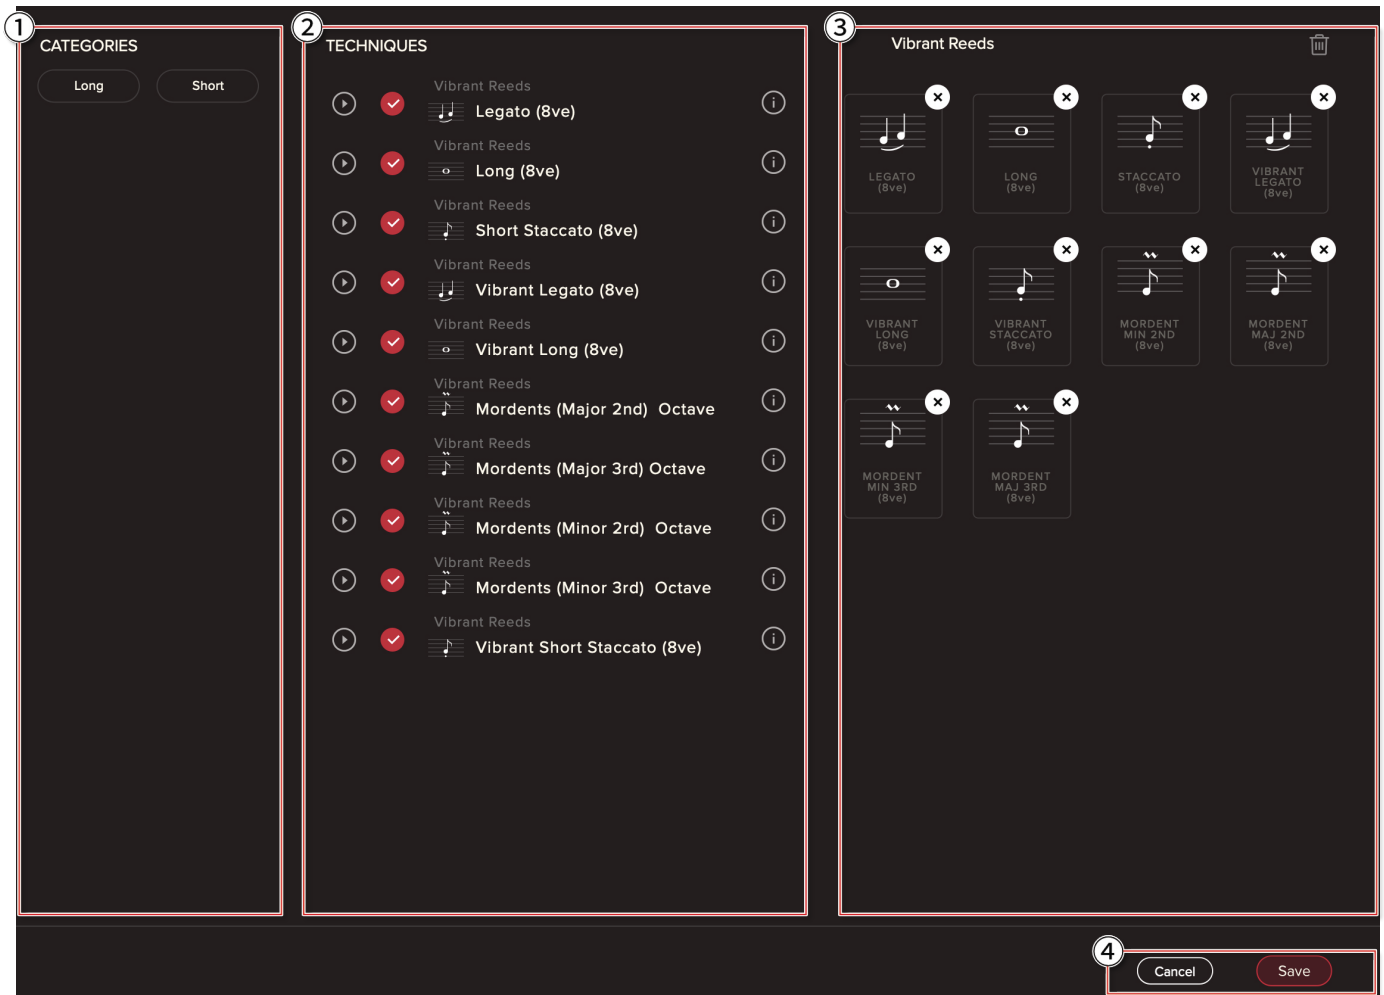 1
CATEGORIES
Long
Short
2
TECHNIQUES
Vibrant Reeds
Legato (8ve)
Vibrant Reeds
Long (8ve)
Vibrant Reeds
Short Staccato (8ve)
Vibrant Reeds
Vibrant Legato (8ve)
Vibrant Reeds
Vibrant Long (8ve)
Vibrant Reeds
Mordents (Major 2nd)  Octave
Vibrant Reeds
Mordents (Major 3rd) Octave
Vibrant Reeds
Mordents (Minor 2rd)  Octave
Vibrant Reeds
Mordents (Minor 3rd)  Octave
Vibrant Reeds
Vibrant Short Staccato (8ve)
3
Vibrant Reeds
LEGATO
(8ve)
LONG
(8ve)
STACCATO
(8ve)
VIBRANT
LEGATO
(8ve)
VIBRANT
LONG
(8ve)
VIBRANT
STACCATO
(8ve)
MORDENT
MIN 2ND
(8ve)
MORDENT
MAJ 2ND
(8ve)
MORDENT
MIN 3RD
(8ve)
MORDENT
MAJ 3RD
(8ve)
4
Cancel
Save